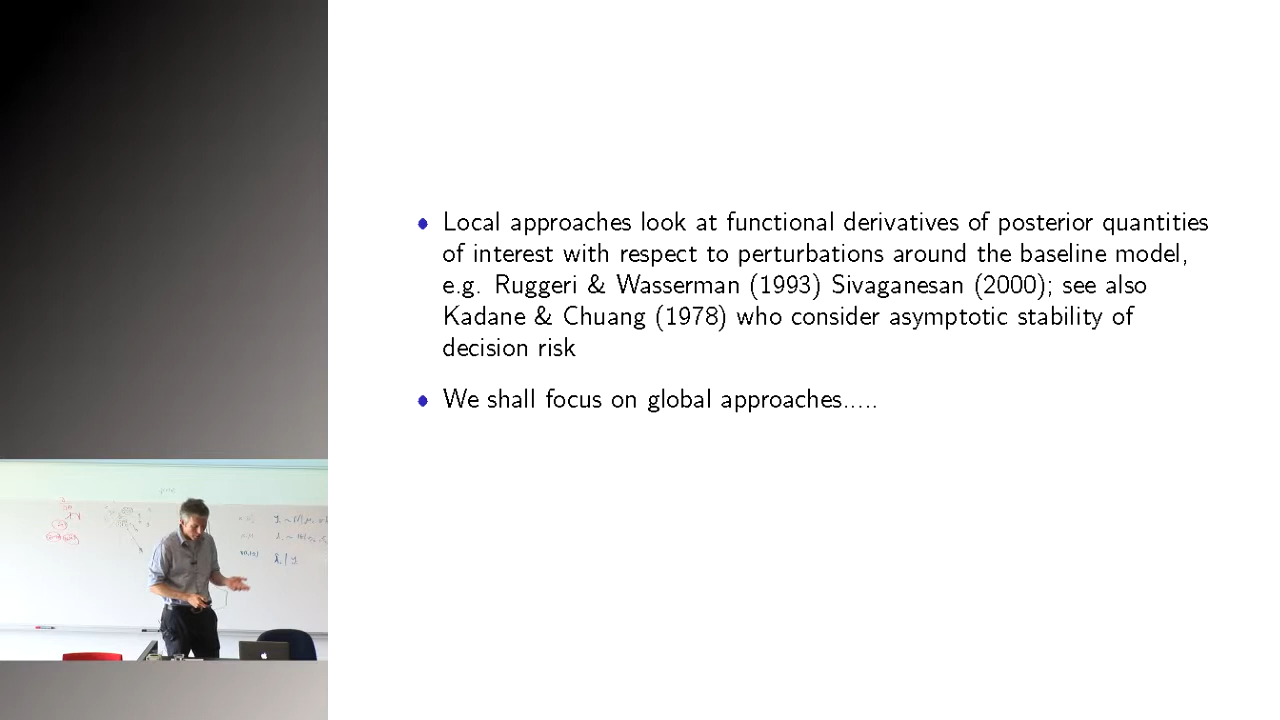 Local approaches look at functional derivatives of posterior quantities
of interest with respect to perturbations around the baseline model,
e.g. Ruggeri & Wasserman (1993) Sivaganesan (2000); see also
Kadane & Chuang (1978) who consider asymptotic stability of
decision risk
We shall focus on global approaches.....